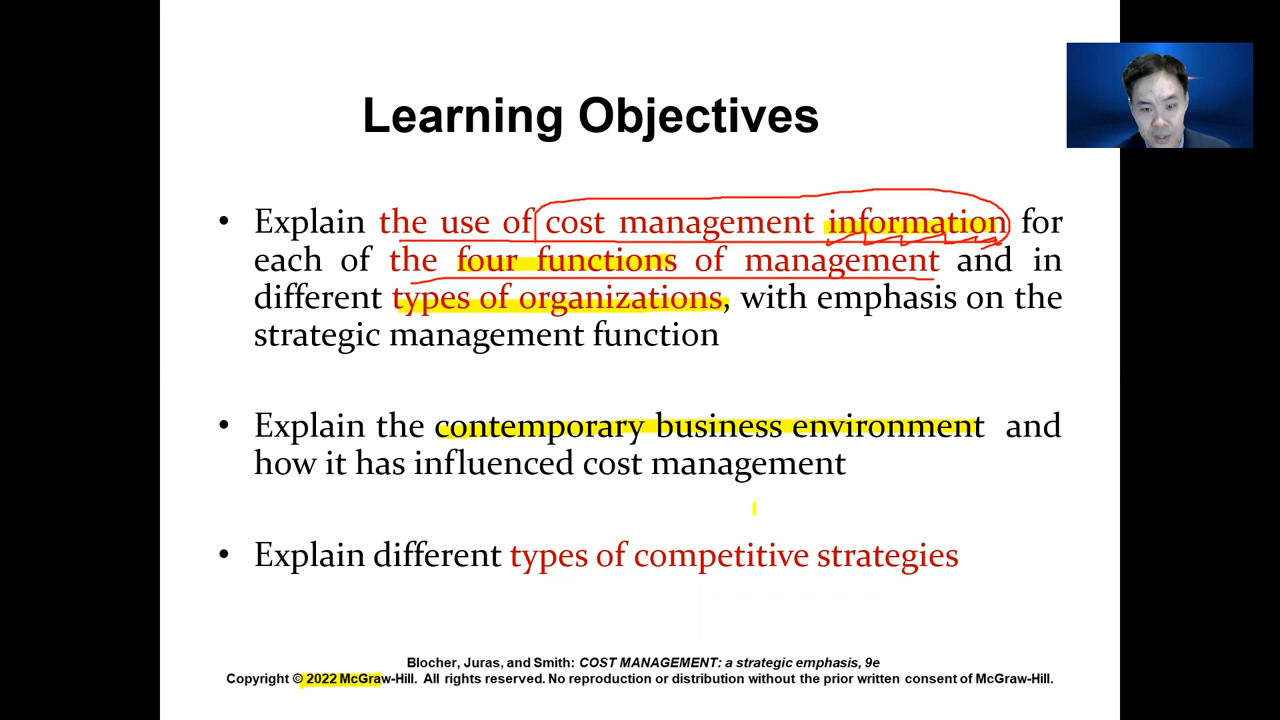 Learning Objectives
• Explain the use of cost management information for
each of the four functions of management and in
different types of organizations, with emphasis on the
strategic management function
• Explain the contemporary business environment and
how it has influenced cost management
• Explain different types of competitive strategies
Blocher, Juras, and Smith: COST MANAGEMENT: a strategic emphasis, 9e
Copyright © 2022 McGraw-Hill. All rights reserved. No reproduction or distribution without the prior written consent of McGraw-Hill.